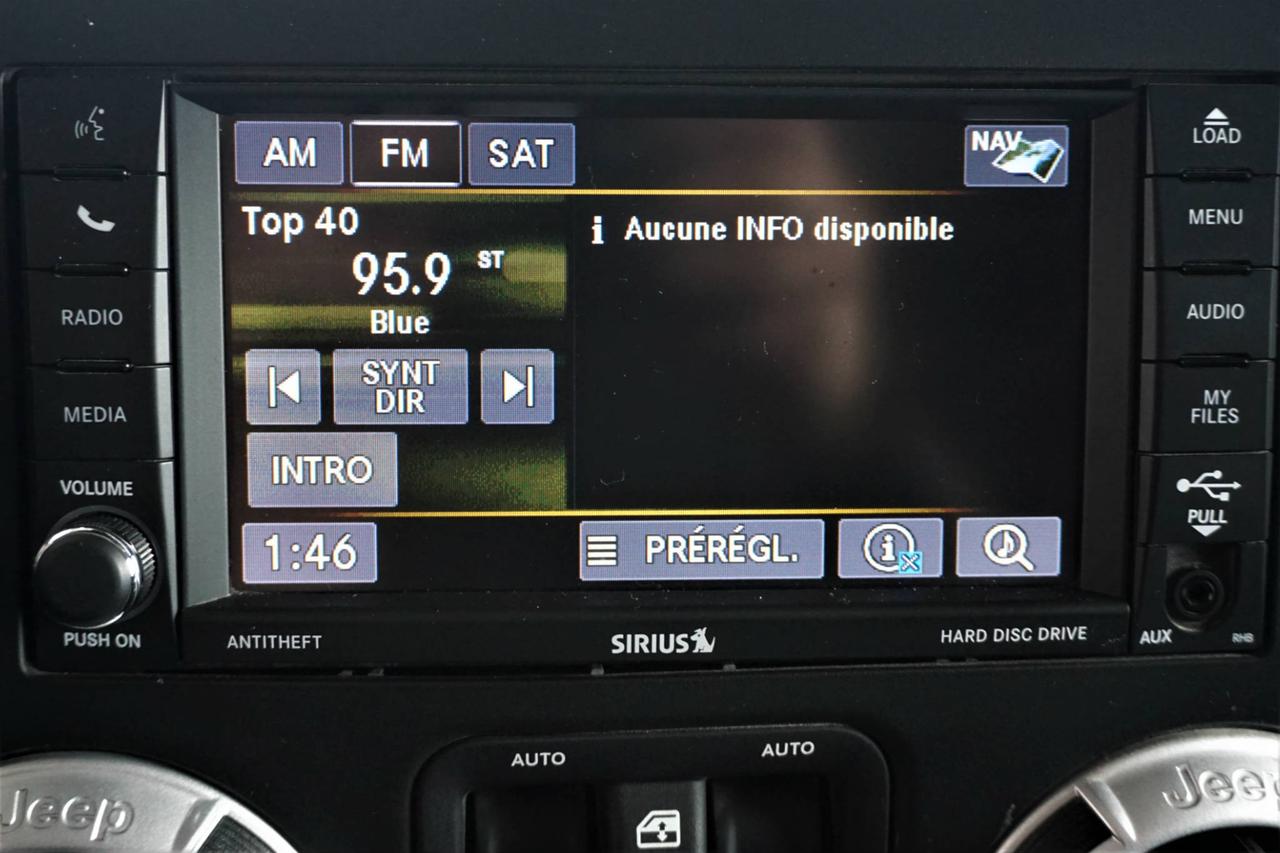 AM FM SAT NAV
LOAD
Top 40
Aucune INFO disponible
MENU
95.9 ST
Blue
RADIO
AUDIO
SYNT
DIR
MEDIA
MY
FILES
INTRO
VOLUME
PULL
1:46 PRÉRÉGL.
PUSH ON
ANTITHEFT
SIRIUS
HARD DISC DRIVE
AUX
RHB
AUTO
AUTO
Jeep
Jeep